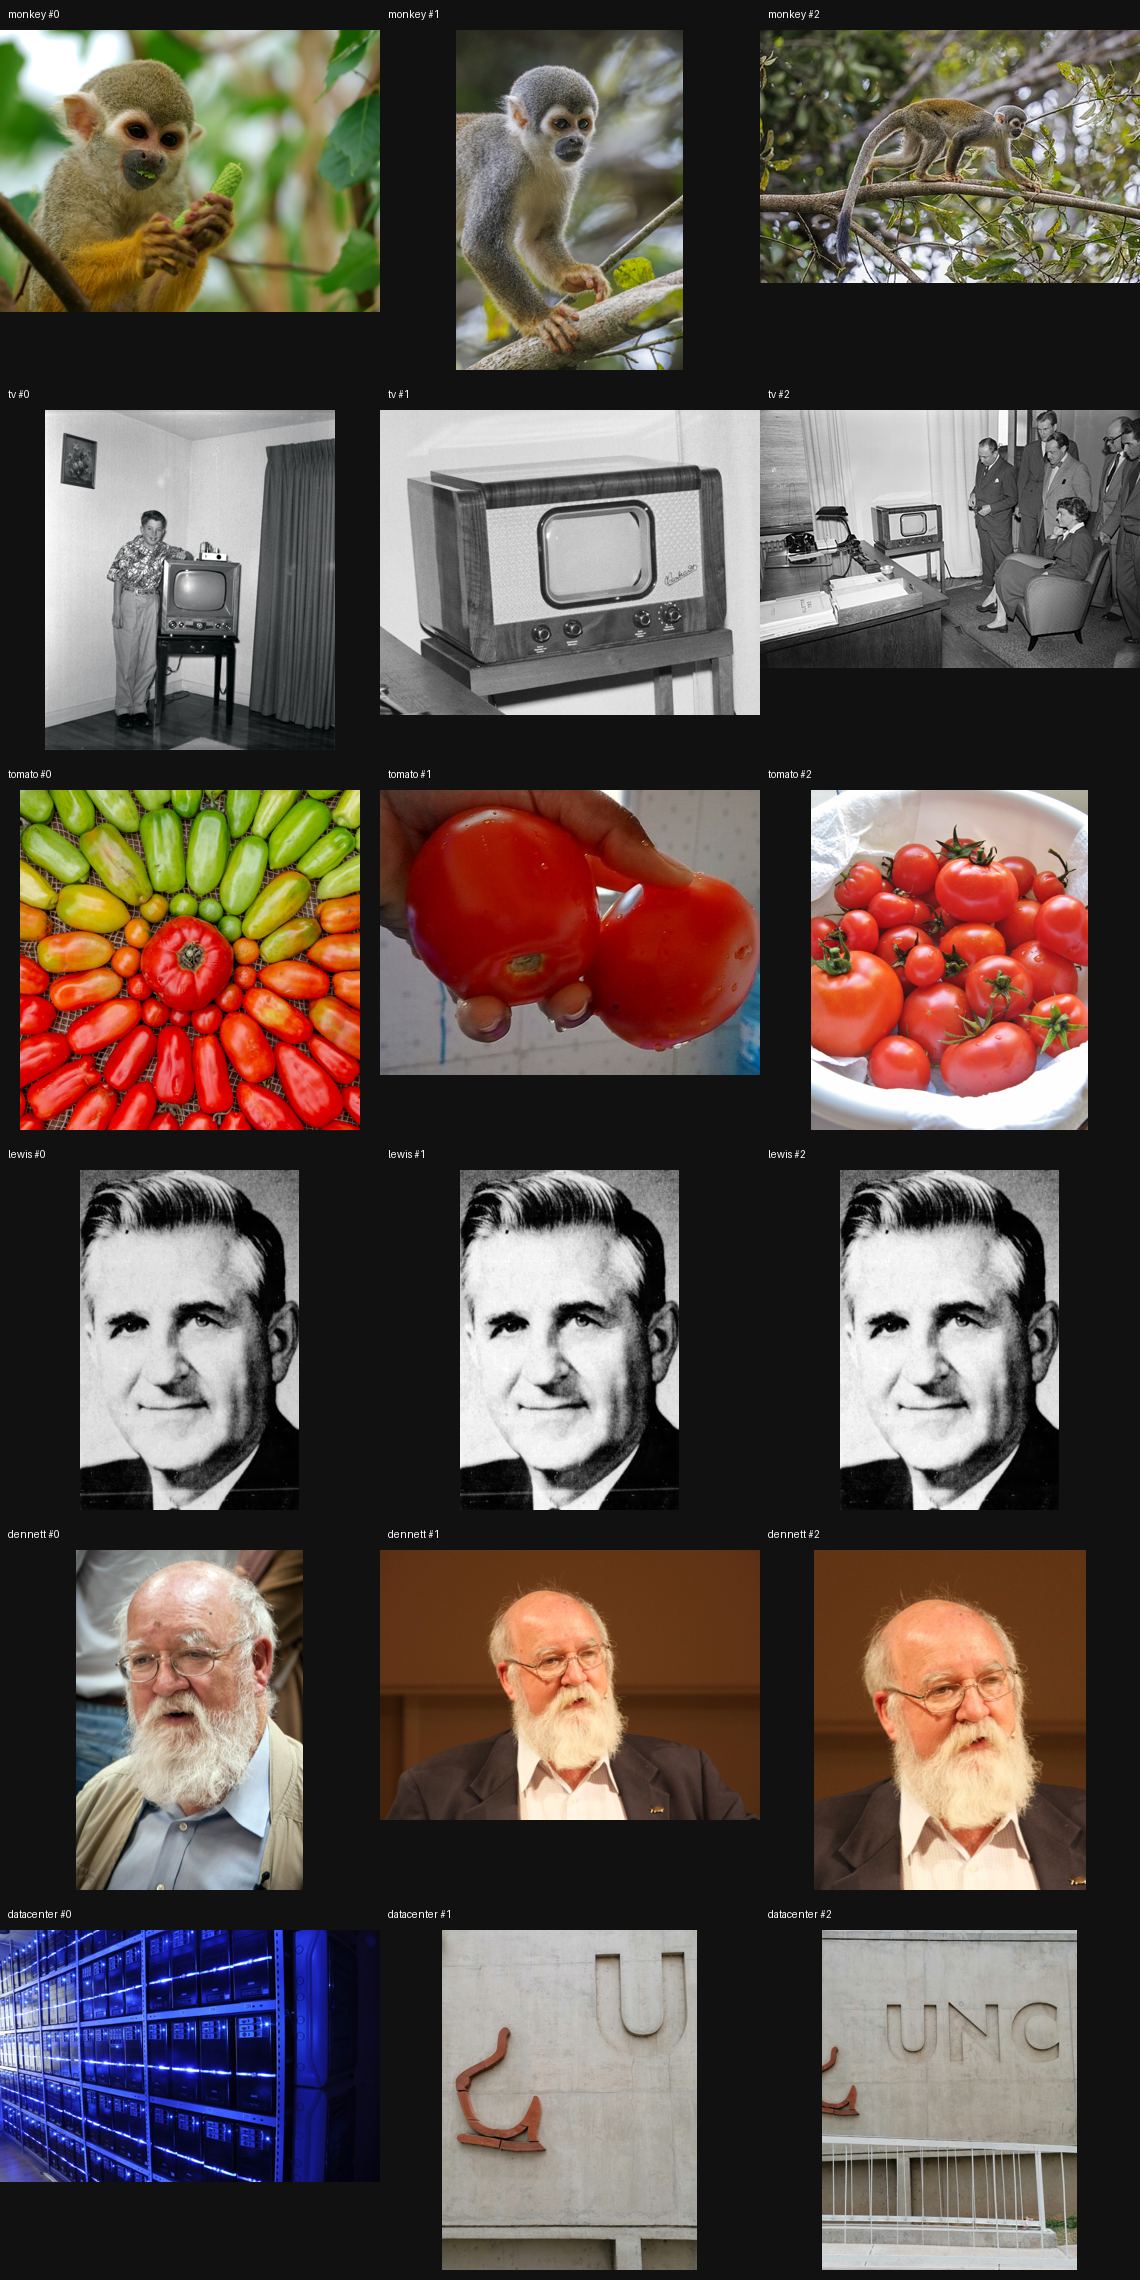 monkey #0
monkey #1
monkey #2
tv #0
tv #1
tv #2
tomato #0
tomato #1
tomato #2
lewis #0
lewis #1
lewis #2
dennett #0
dennett #1
dennett #2
datacenter #0
datacenter #1
datacenter #2
U
UNC